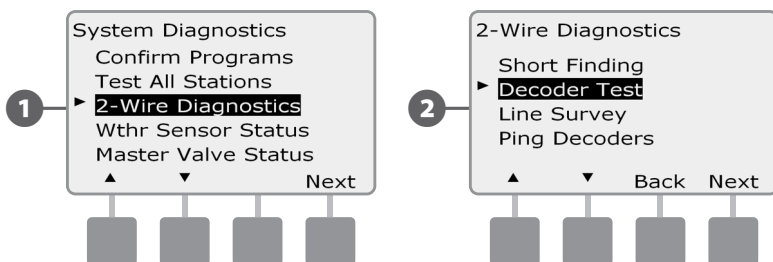 1
System Diagnostics
Confirm Programs
Test All Stations
2-Wire Diagnostics
Wthr Sensor Status
Master Valve Status
Next
2
2-Wire Diagnostics
Short Finding
Decoder Test
Line Survey
Ping Decoders
Back Next